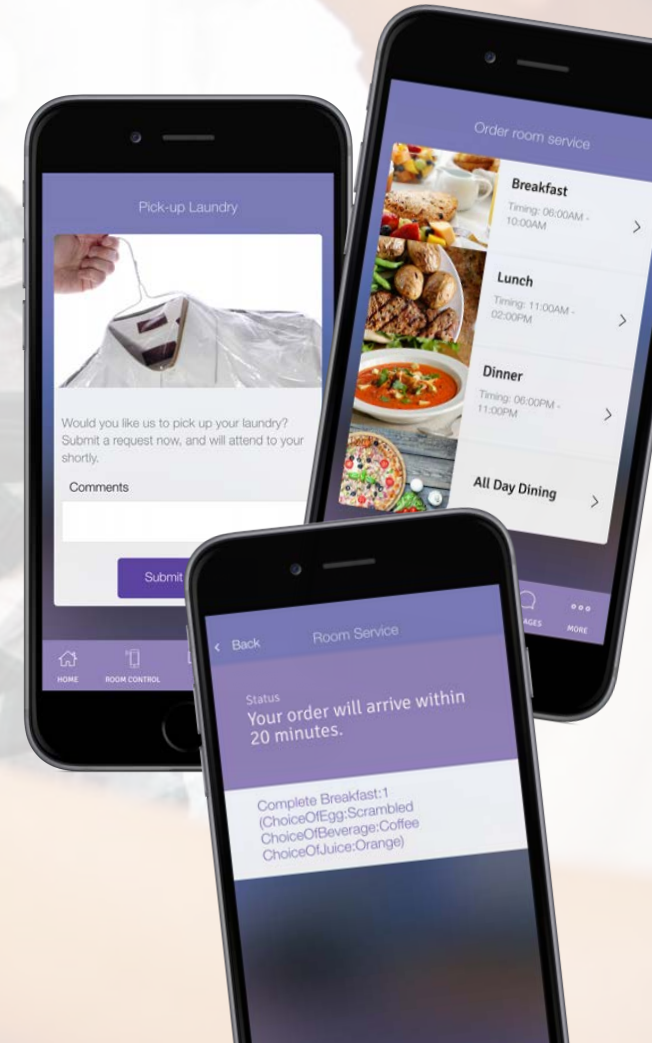 Pick-up Laundry
Would you like us to pick up your laundry?
Submit a request now, and will attend to your
shortly.
Comments
Submit
HOME
ROOM CONTROL
Order room service
Breakfast
Timing: 06:00AM -
10:00AM
Lunch
Timing: 11:00AM -
02:00PM
Dinner
Timing: 06:00PM -
11:00PM
All Day Dining
AGES
MORE
Back
Room Service
Status
Your order will arrive within
20 minutes.
Complete Breakfast:1
(ChoiceOfEgg:Scrambled
ChoiceOfBeverage:Coffee
ChoiceOfJuice:Orange)